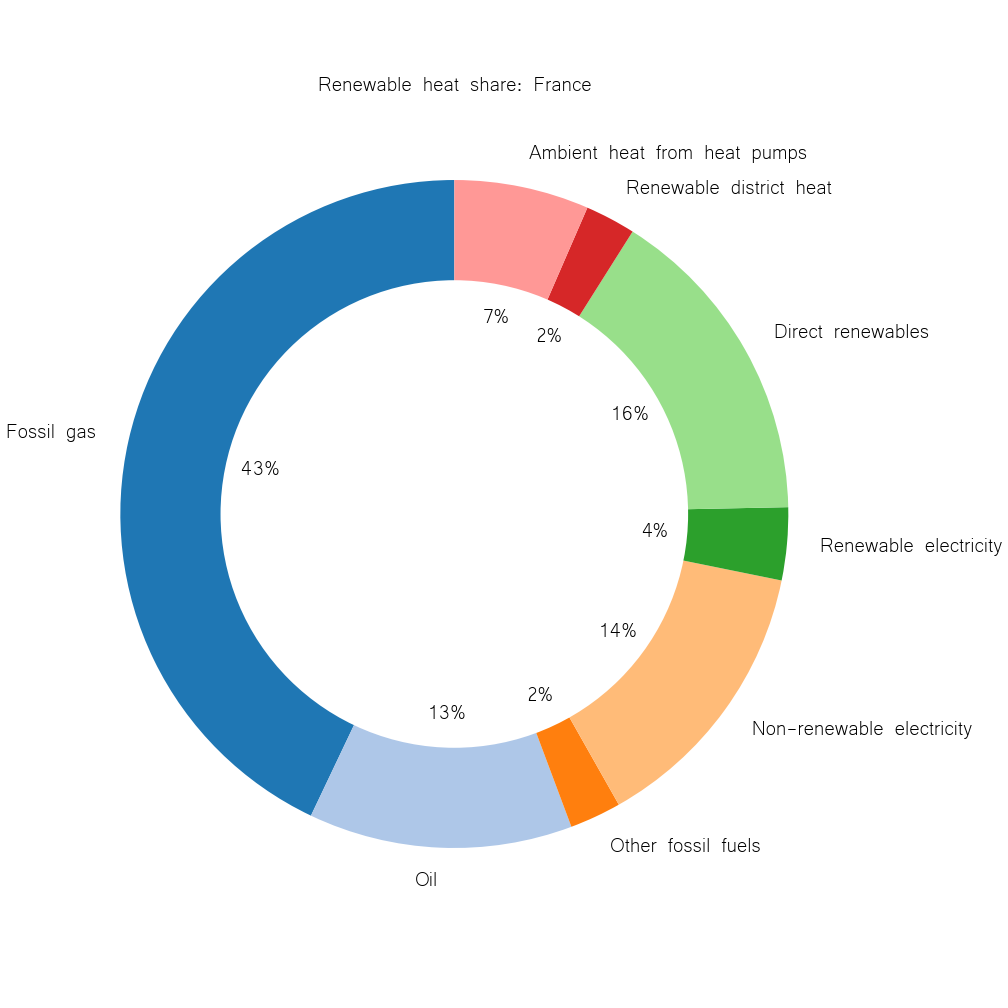 Renewable heat share: France
Ambient heat from heat pumps
Renewable district heat
7%
2%
Direct renewables
16%
Fossil gas
43%
4%
Renewable electricity
14%
2%
13%
Non-renewable electricity
Other fossil fuels
Oil